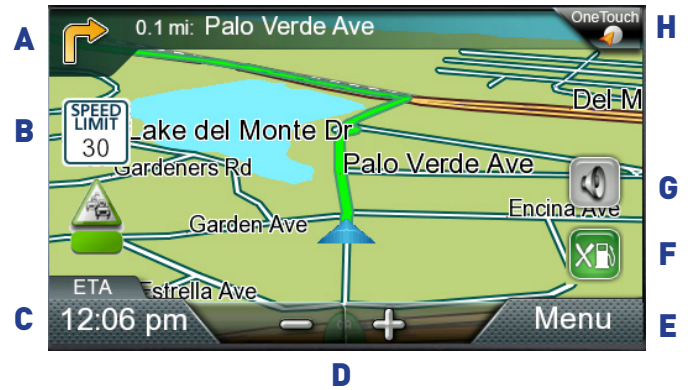 A
0.1 mi: Palo Verde Ave
OneTouch
H
Del M
B
SPEED
LIMIT
30
Lake del Monte Dr
Gardeners Rd
Palo Verde Ave
G
Encina Ave
Garden Ave
F
ETA
Estrella Ave
C
12:06 pm
Menu
E
D